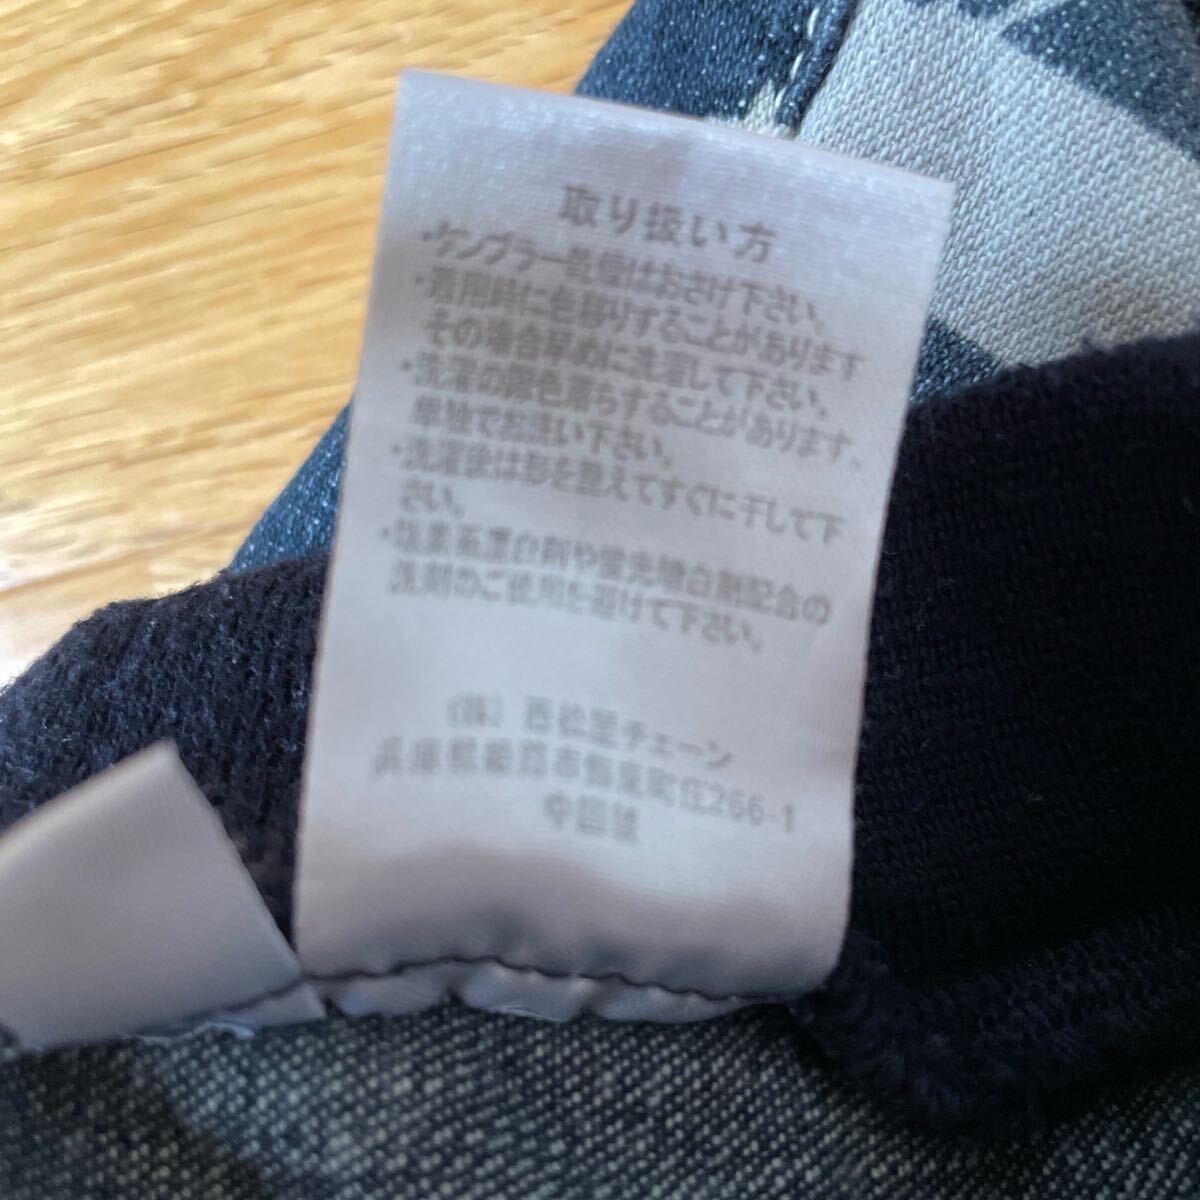 取り扱い方
・タンブラー乾燥はおさけ下さい。
・着用時に色移りすることがあります
その場合早めに洗濯して下さい。
・洗濯の際色落ちすることがあります。
単独でお洗い下さい。
・洗濯後は形を整えてすぐに干して下
さい。
・塩素系漂白剤や蛍光増白剤配合の
洗剤のご使用を避けて下さい。
(株)西松屋チェーン
兵庫県姫路市飾東町庄266-1
中国製